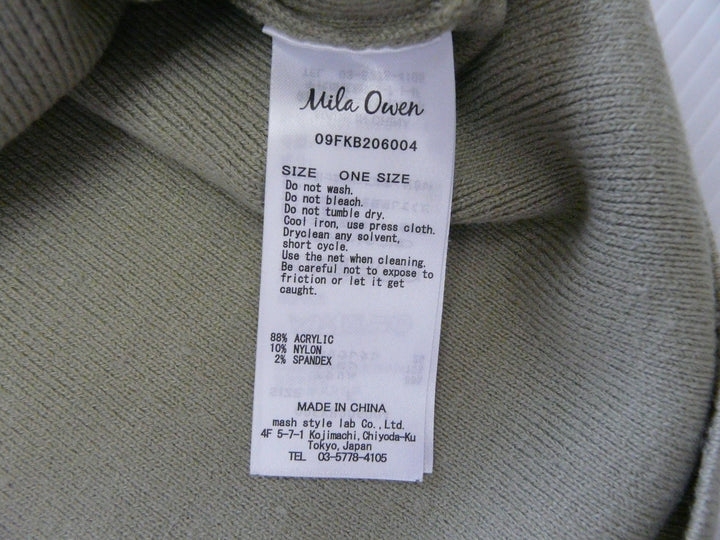 Mila Owen
09FKB206004
SIZE ONE SIZE
Do not wash.
Do not bleach.
Do not tumble dry.
Cool iron, use press cloth.
Dryclean any solvent,
short cycle.
Use the net when cleaning.
Be careful not to expose to
friction or let it get
caught.
88% ACRYLIC
10% NYLON
2% SPANDEX
MADE IN CHINA
mash style lab Co.,Ltd.
4F 5-7-1 Kojimachi,Chiyoda-Ku
Tokyo,Japan
TEL 03-5778-4105